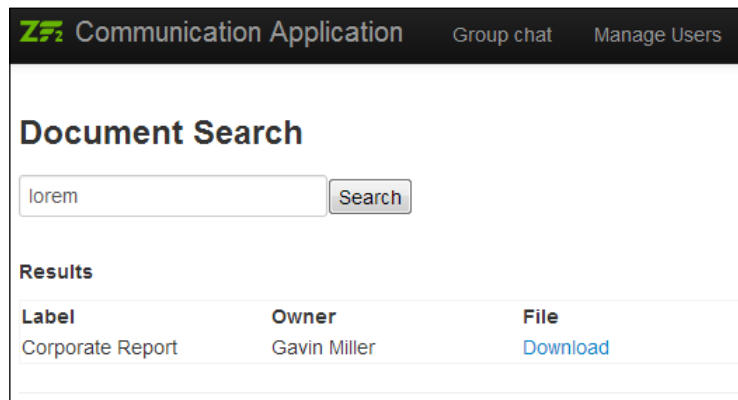 ZF2 Communication Application Group chat Manage Users
Document Search
lorem Search
Results
Label Owner File
Corporate Report Gavin Miller Download